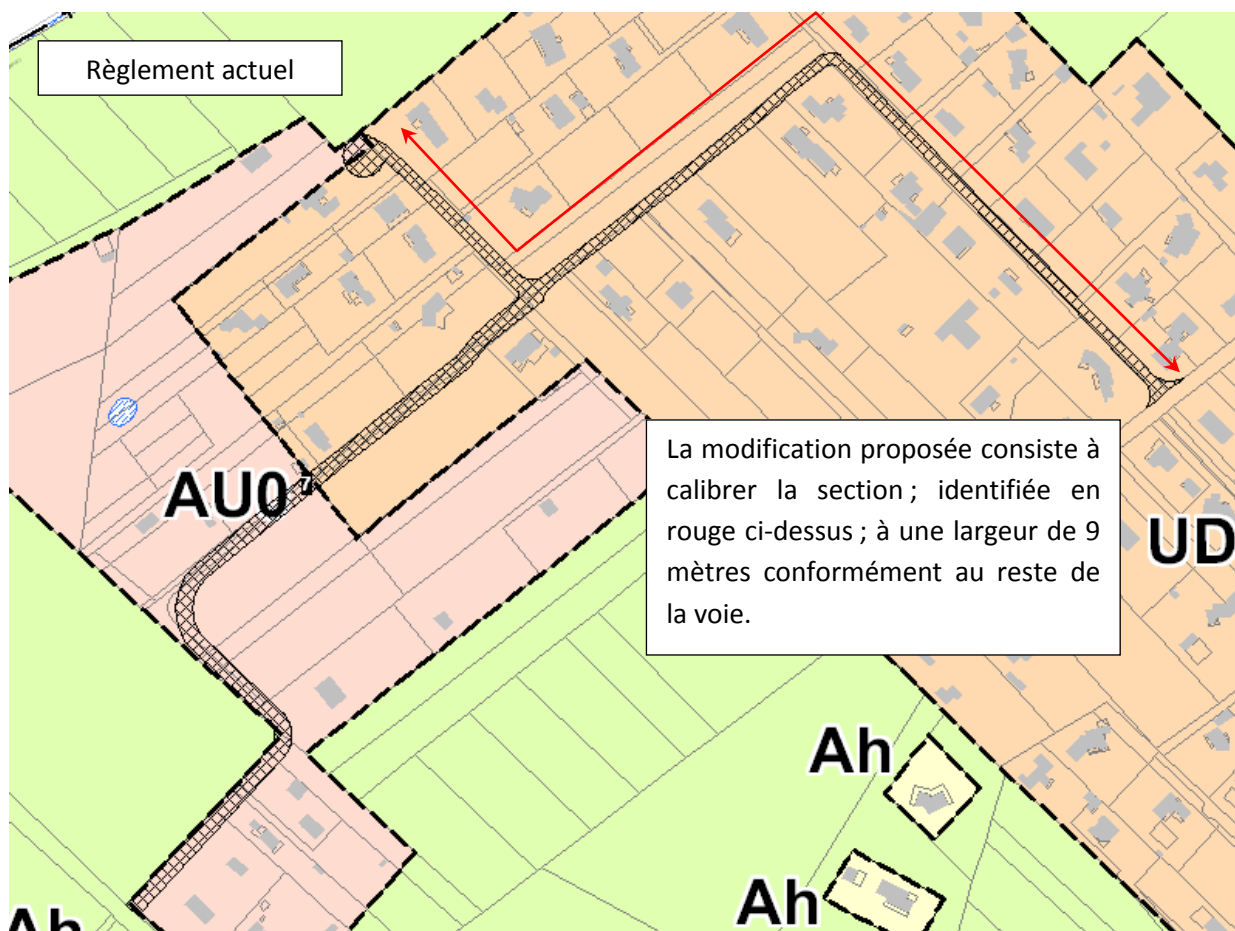 Règlement actuel
AU0
7
La modification proposée consiste à
calibrer la section ; identifiée en
rouge ci-dessus ; à une largeur de 9
mètres conformément au reste de
la voie.
UD
Ah
Ah
Ah